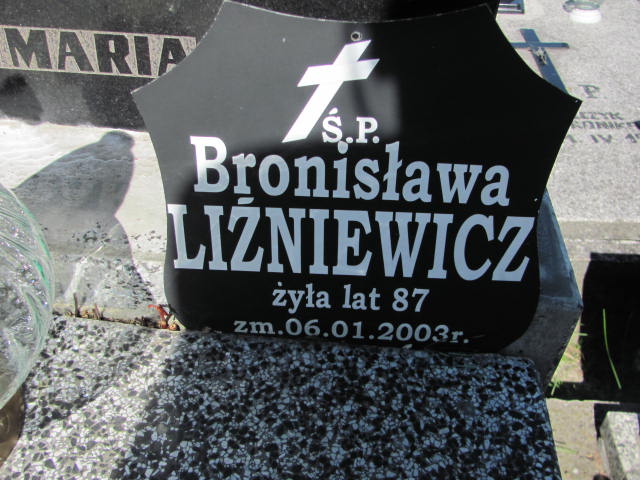 MARIA
Ś.P.
Bronisława
LIŹNIEWICZ
żyła lat 87
zm.06.01.2003r.
P